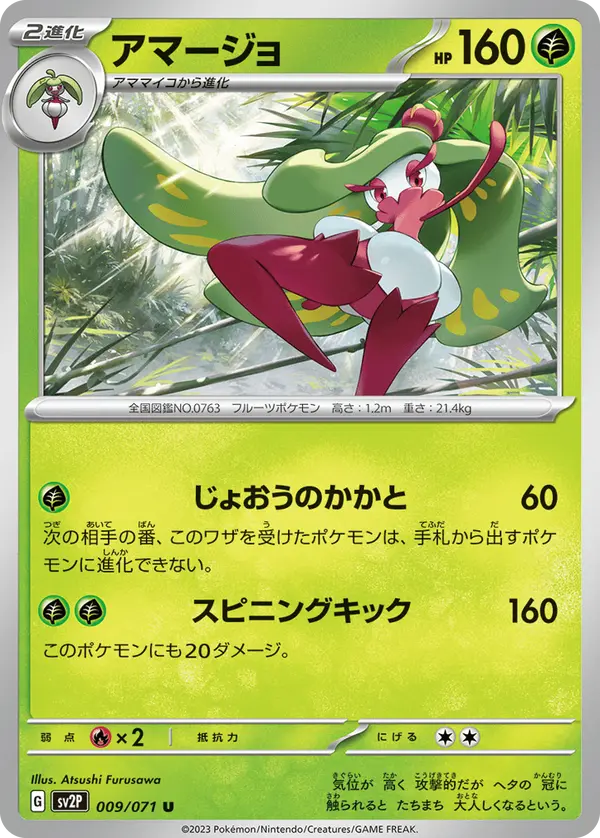 2進化 アマージョ HP 160
アママイコから進化
全国図鑑NO.0763 フルーツポケモン 高さ:1.2m 重さ:21.4kg
じょおうのかかと 60
次の相手の番、このワザを受けたポケモンは、手札から出すポケ
モンに進化できない。
スピニングキック 160
このポケモンにも20ダメージ。
弱点 ×2 抵抗力 にげる
Illus. Atsushi Furusawa
G sv2P 009/071 U
気位が 高く 攻撃的だが ヘタの 冠に
触られると たちまち 大人しくなるという。
©2023 Pokémon/Nintendo/Creatures/GAME FREAK.